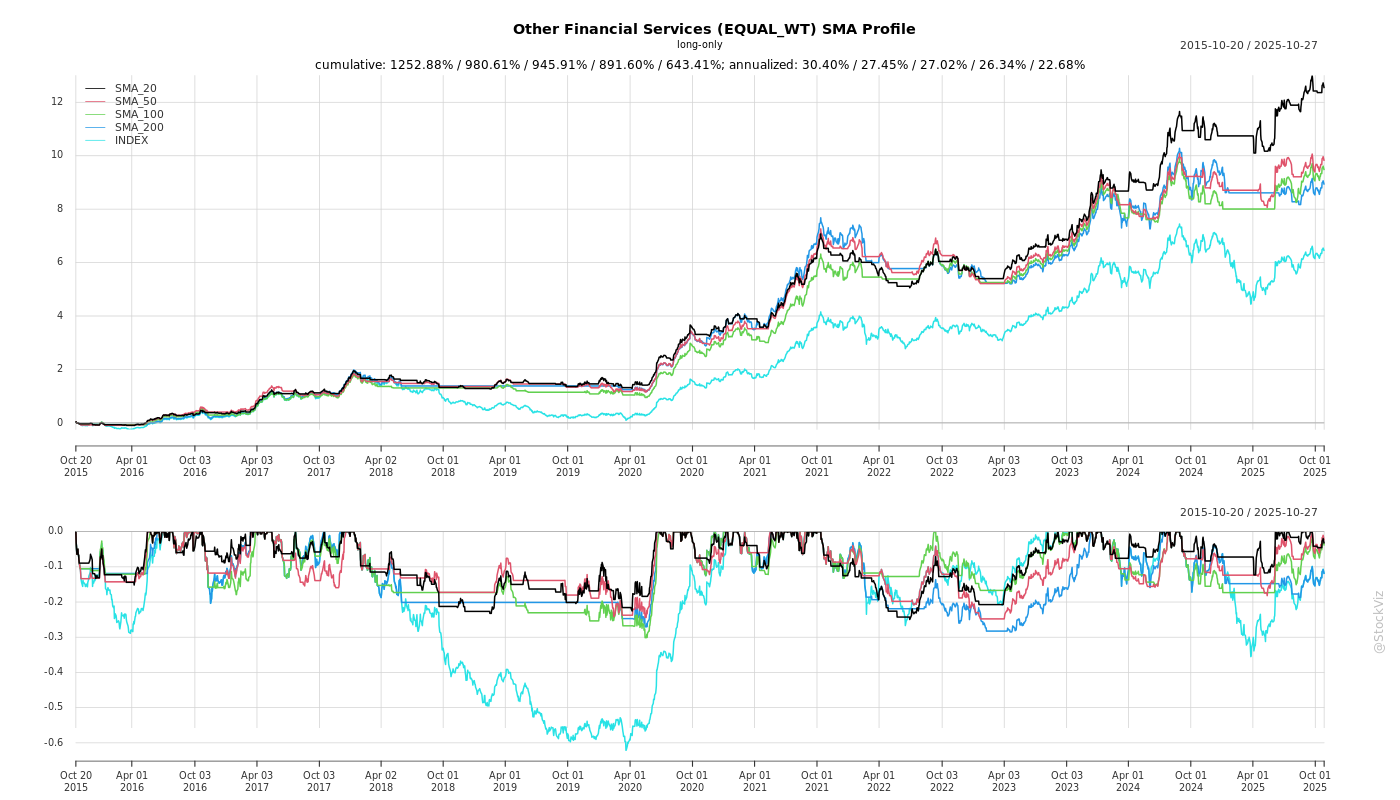 Other Financial Services (EQUAL_WT) SMA Profile
long-only
2015-10-20 / 2025-10-27
cumulative: 1252.88% / 980.61% / 945.91% / 891.60% / 643.41%; annualized: 30.40% / 27.45% / 27.02% / 26.34% / 22.68%
SMA_20
SMA_50
SMA_100
SMA_200
INDEX
12
10
8
6
4
2
0
Oct 20 Apr 01 Oct 03 Apr 03 Oct 03 Apr 02 Oct 01 Apr 01 Oct 01 Apr 01 Oct 01 Apr 01 Oct 01 Apr 01 Oct 03 Apr 03 Oct 03 Apr 01 Oct 01 Apr 01 Oct 01
2015 2016 2016 2017 2017 2018 2018 2019 2019 2020 2020 2021 2021 2022 2022 2023 2023 2024 2024 2025 2025
2015-10-20 / 2025-10-27
0.0
-0.1
-0.2
-0.3
-0.4
-0.5
-0.6
Oct 20 Apr 01 Oct 03 Apr 03 Oct 03 Apr 02 Oct 01 Apr 01 Oct 01 Apr 01 Oct 01 Apr 01 Oct 01 Apr 01 Oct 03 Apr 03 Oct 03 Apr 01 Oct 01 Apr 01 Oct 01
2015 2016 2016 2017 2017 2018 2018 2019 2019 2020 2020 2021 2021 2022 2022 2023 2023 2024 2024 2025 2025
@StockViz